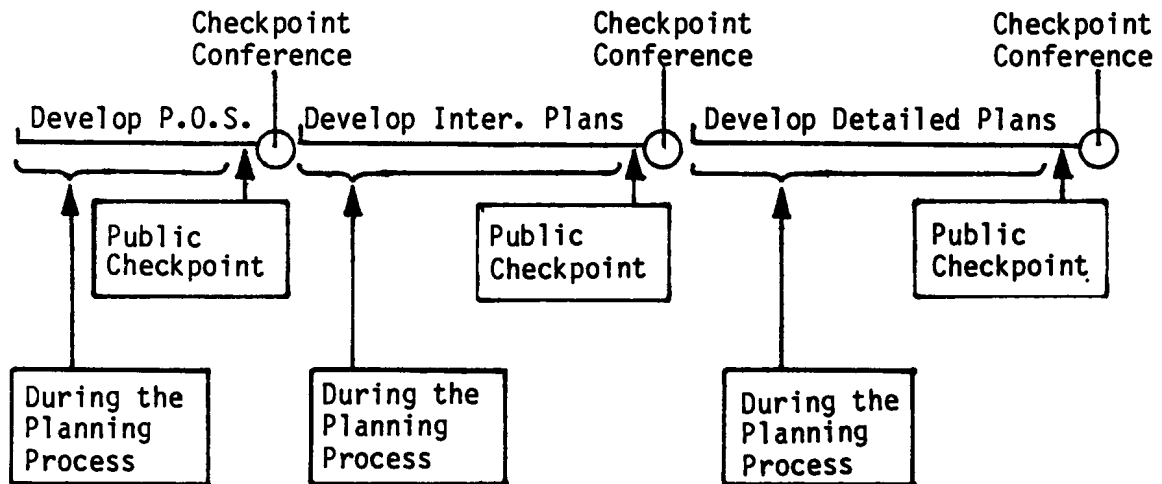 Checkpoint
Conference
Checkpoint
Conference
Checkpoint
Conference
Develop P.O.S.
Develop Inter. Plans
Develop Detailed Plans
Public
Checkpoint
Public
Checkpoint
Public
Checkpoint
During the
Planning
Process
During the
Planning
Process
During the
Planning
Process